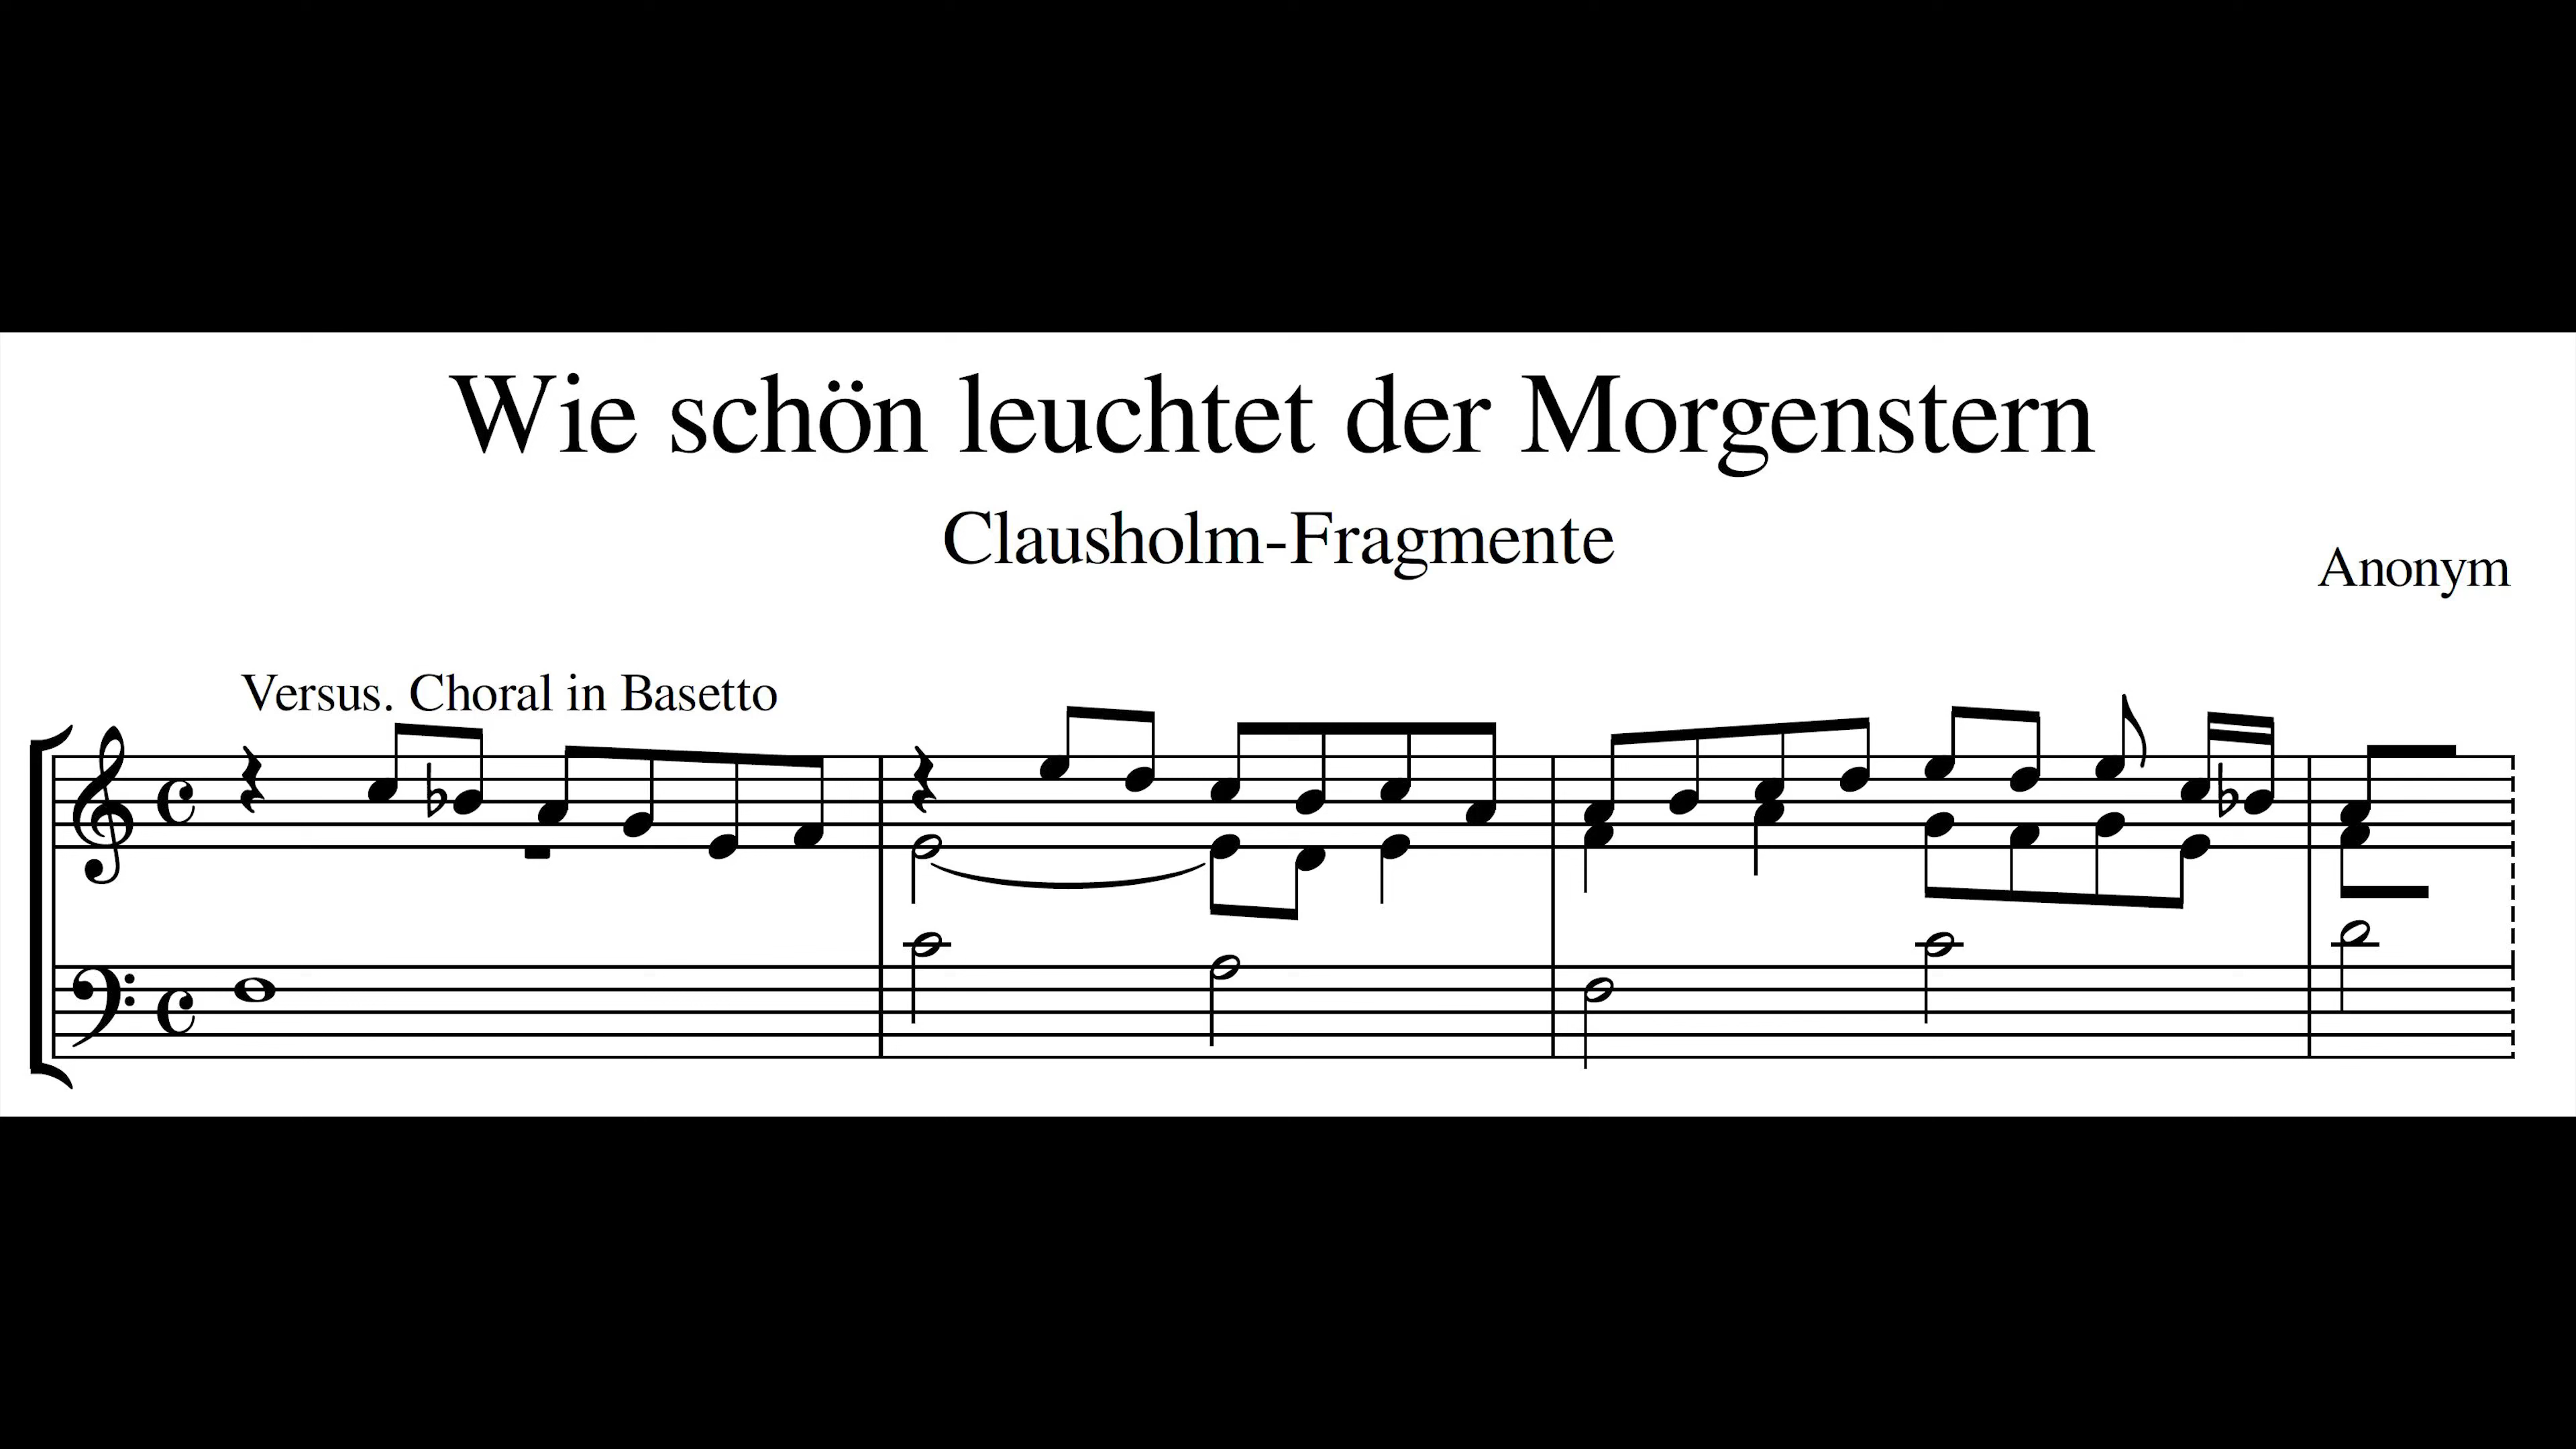 Wie schön leuchtet der Morgenstern
Clausholm-Fragmente
Anonym
Versus. Choral in Basetto